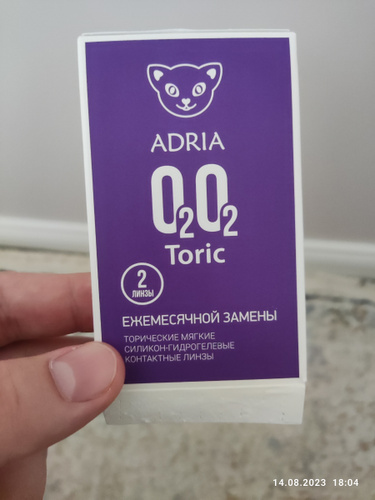 ADRIA
O2O2
Toric
2
ЛИНЗЫ
ЕЖЕМЕСЯЧНОЙ ЗАМЕНЫ
ТОРИЧЕСКИЕ МЯГКИЕ
СИЛИКОН-ГИДРОГЕЛЕВЫЕ
КОНТАКТНЫЕ ЛИНЗЫ
14.08.2023 18:04